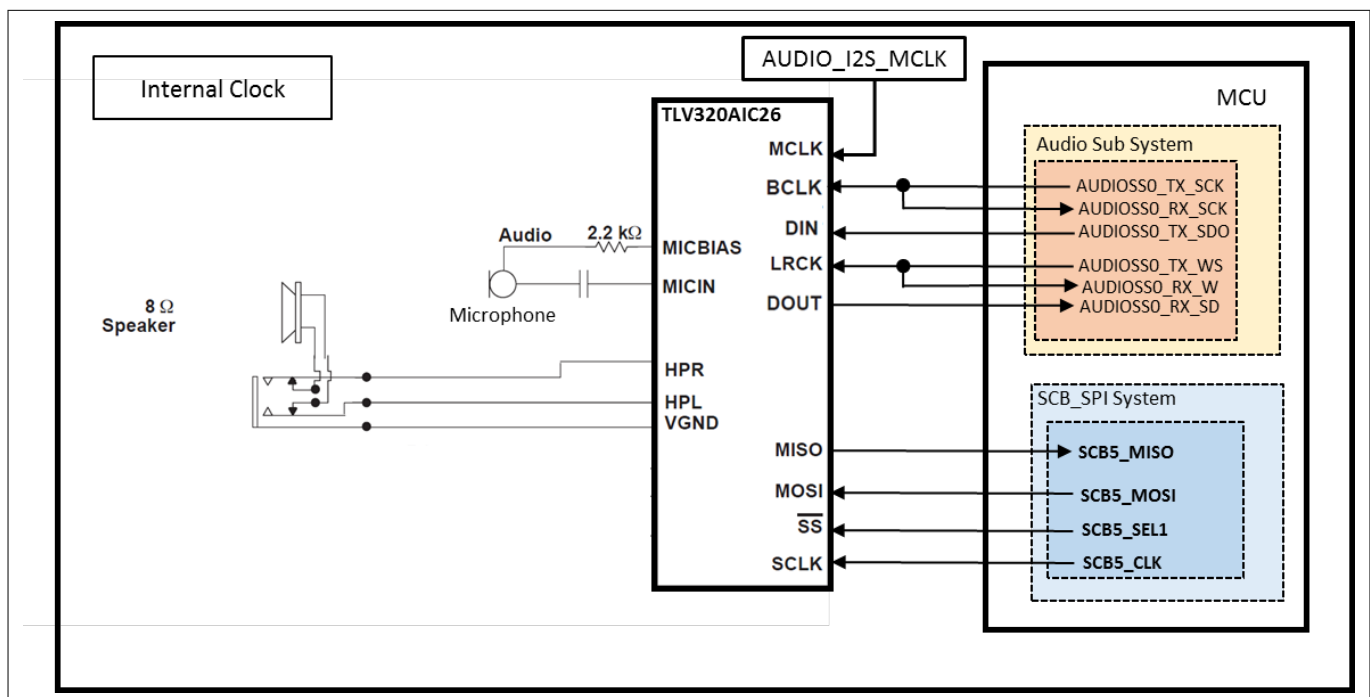 Internal Clock
AUDIO_I2S_MCLK
TLV320AIC26
MCLK
BCLK
DIN
LRCK
DOUT
MISO
MOSI
SS
SCLK
MICBIAS
MICIN
HPR
HPL
VGND
Audio
2.2 kΩ
Microphone
8 Ω
Speaker
MCU
Audio Sub System
AUDIOSS0_TX_SCK
AUDIOSS0_RX_SCK
AUDIOSS0_TX_SDO
AUDIOSS0_TX_WS
AUDIOSS0_RX_W
AUDIOSS0_RX_SD
SCB_SPI System
SCB5_MISO
SCB5_MOSI
SCB5_SEL1
SCB5_CLK